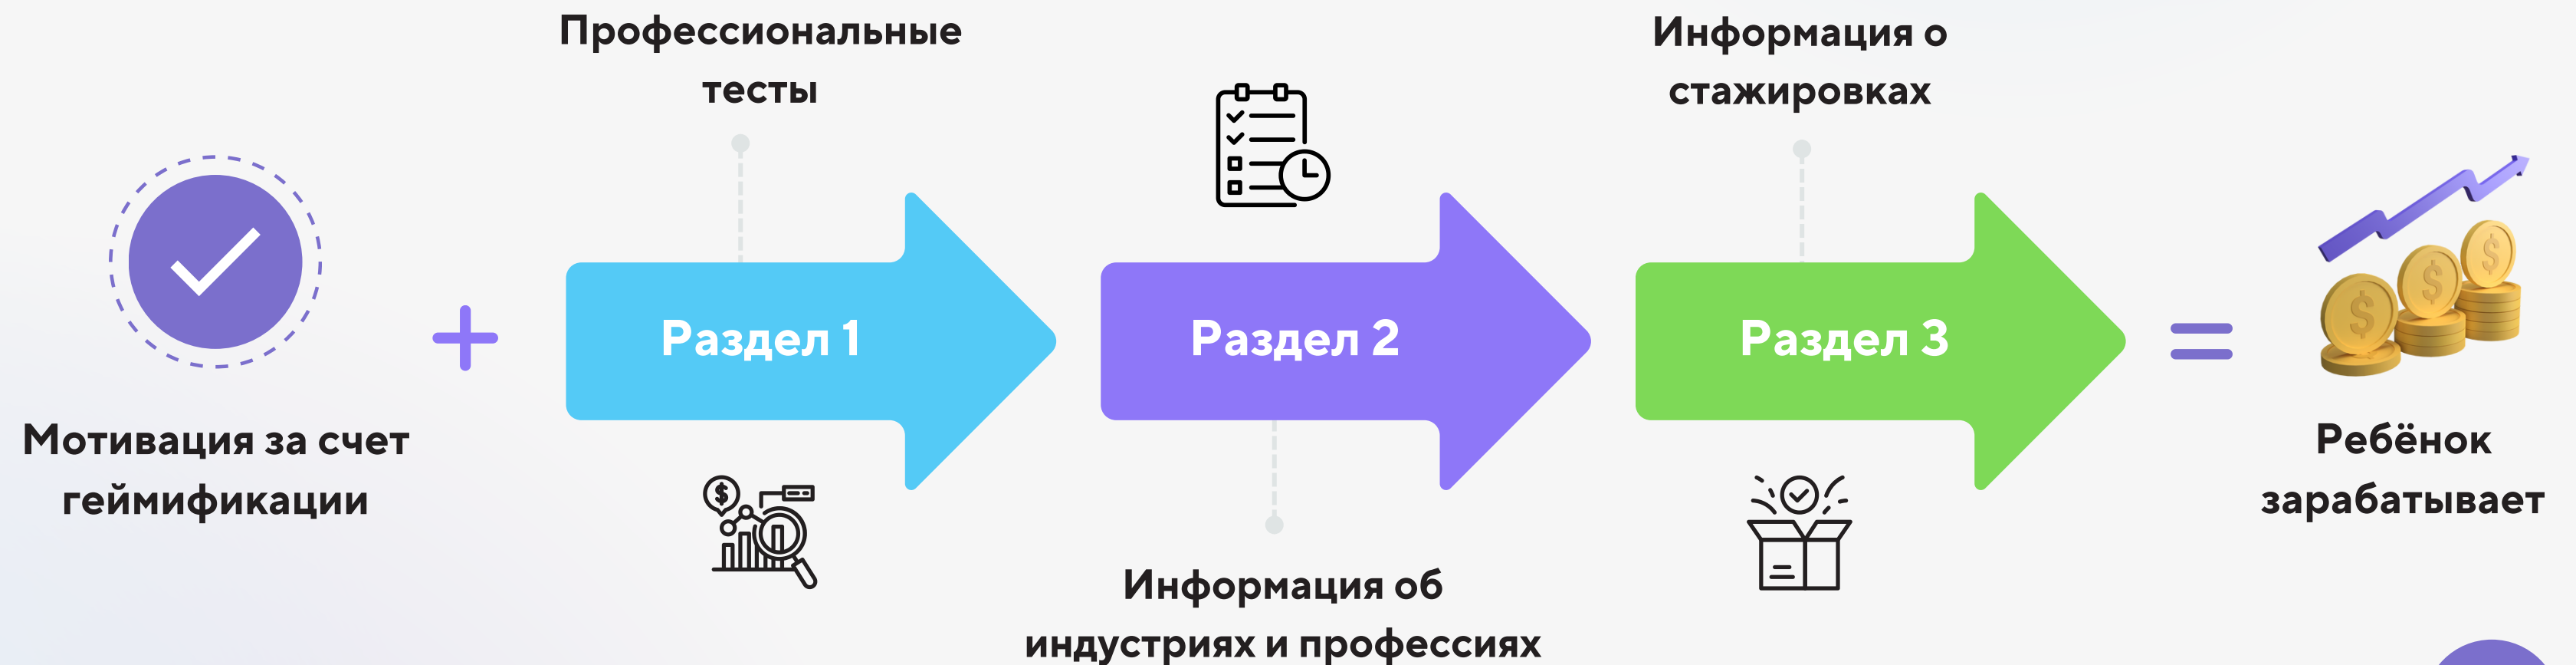 Профессиональные
тесты
Информация о
стажировках
Раздел 1
Раздел 2
Раздел 3
Мотивация за счет
геймификации
Ребёнок
зарабатывает
Информация об
индустриях и профессиях